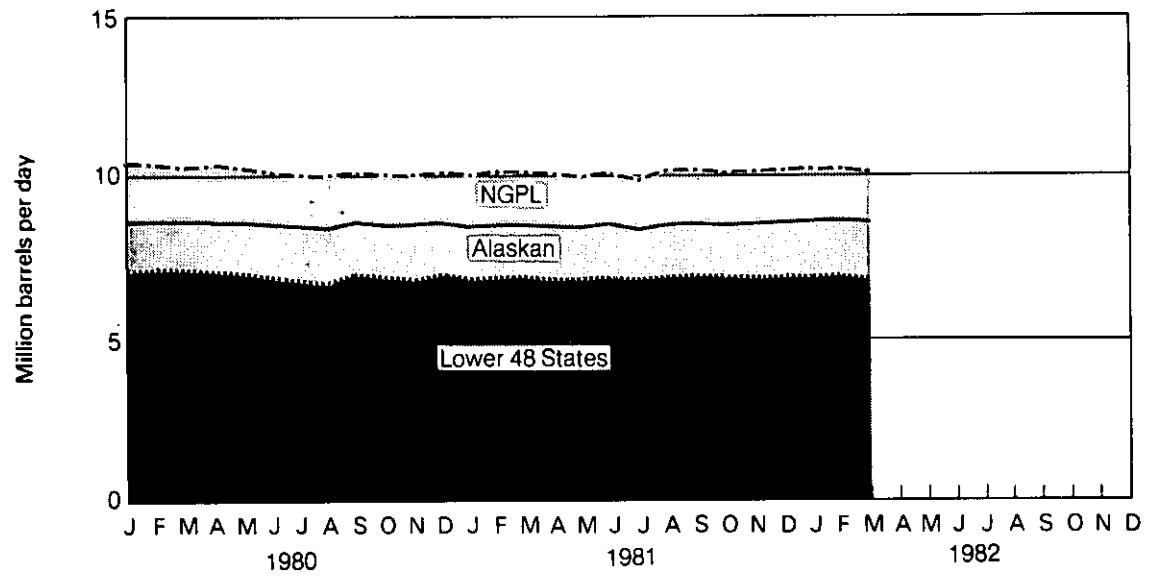 15
10
5
0
Million barrels per day
NGPL
Alaskan
Lower 48 States
J F M A M J J A S O N D J F M A M J J A S O N D J F M A M J J A S O N D
1980 1981 1982